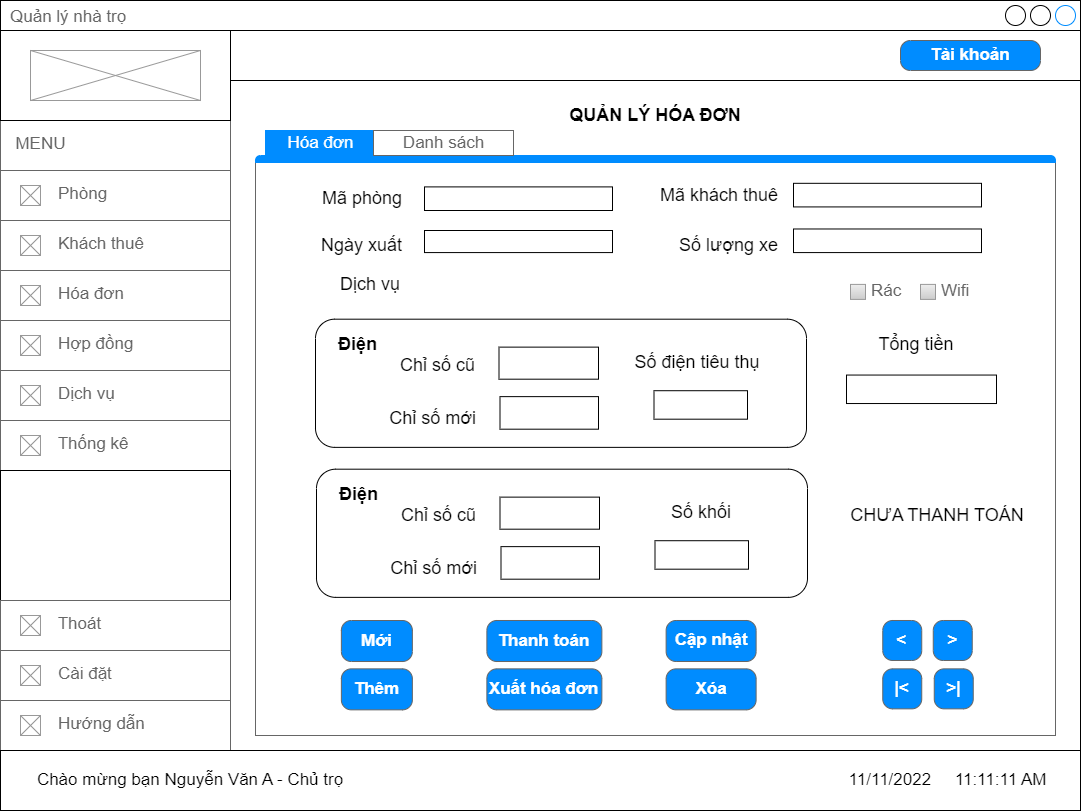 Quản lý nhà trọ
Tài khoản
MENU
Phòng
Khách thuê
Hóa đơn
Hợp đồng
Dịch vụ
Thống kê
Thoát
Cài đặt
Hướng dẫn
QUẢN LÝ HÓA ĐƠN
Hóa đơn Danh sách
Mã phòng Mã khách thuê
Ngày xuất Số lượng xe
Dịch vụ Rác Wifi
Điện
Chỉ số cũ Số điện tiêu thụ
Chỉ số mới
Tổng tiền
Điện
Chỉ số cũ Số khối
Chỉ số mới
CHƯA THANH TOÁN
Mới Thanh toán Cập nhật < >
Thêm Xuất hóa đơn Xóa |< >|
Chào mừng bạn Nguyễn Văn A - Chủ trọ 11/11/2022 11:11:11 AM